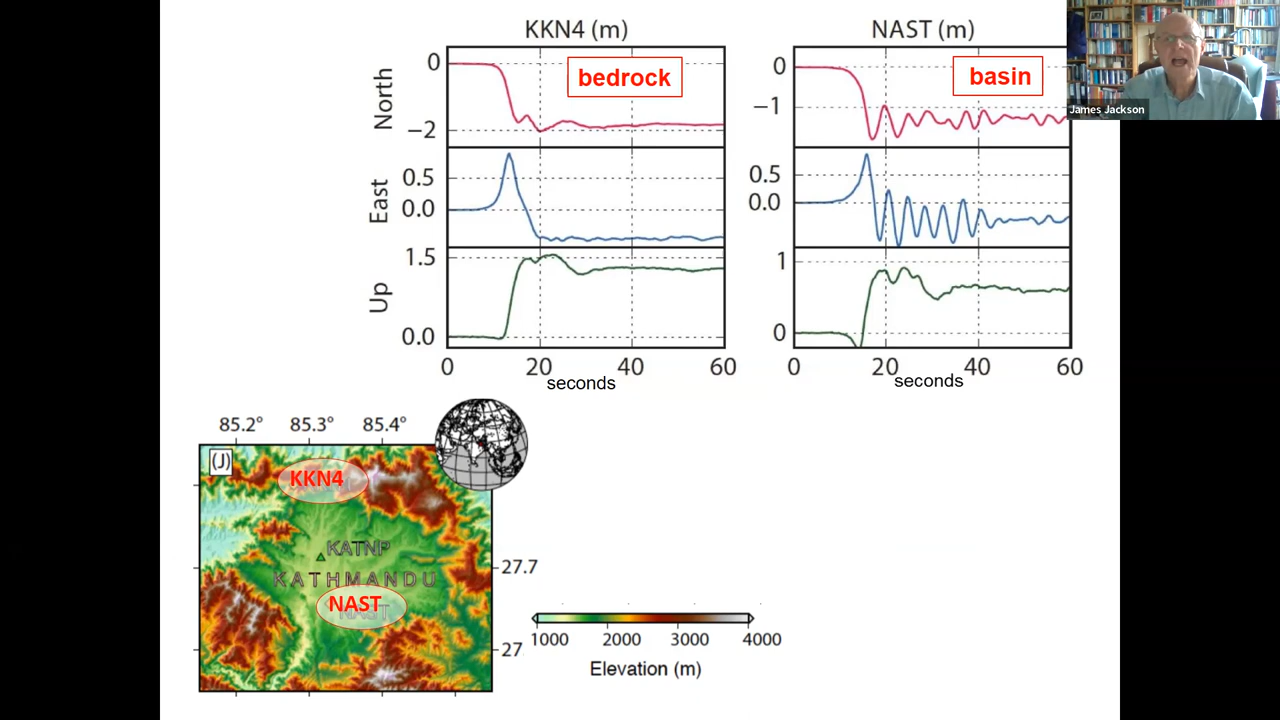 KKN4 (m)
NAST (m)
bedrock
basin
James Jackson
North
0
−2
0
−1
East
0.5
0.0
0.5
0.0
Up
1.5
0.0
1
0
0 20 40 60
seconds
0 20 40 60
seconds
85.2° 85.3° 85.4°
(J)
KKN4
KATNP
KATHMANDU
NAST
NAST
27.7
27.
1000 2000 3000 4000
Elevation (m)